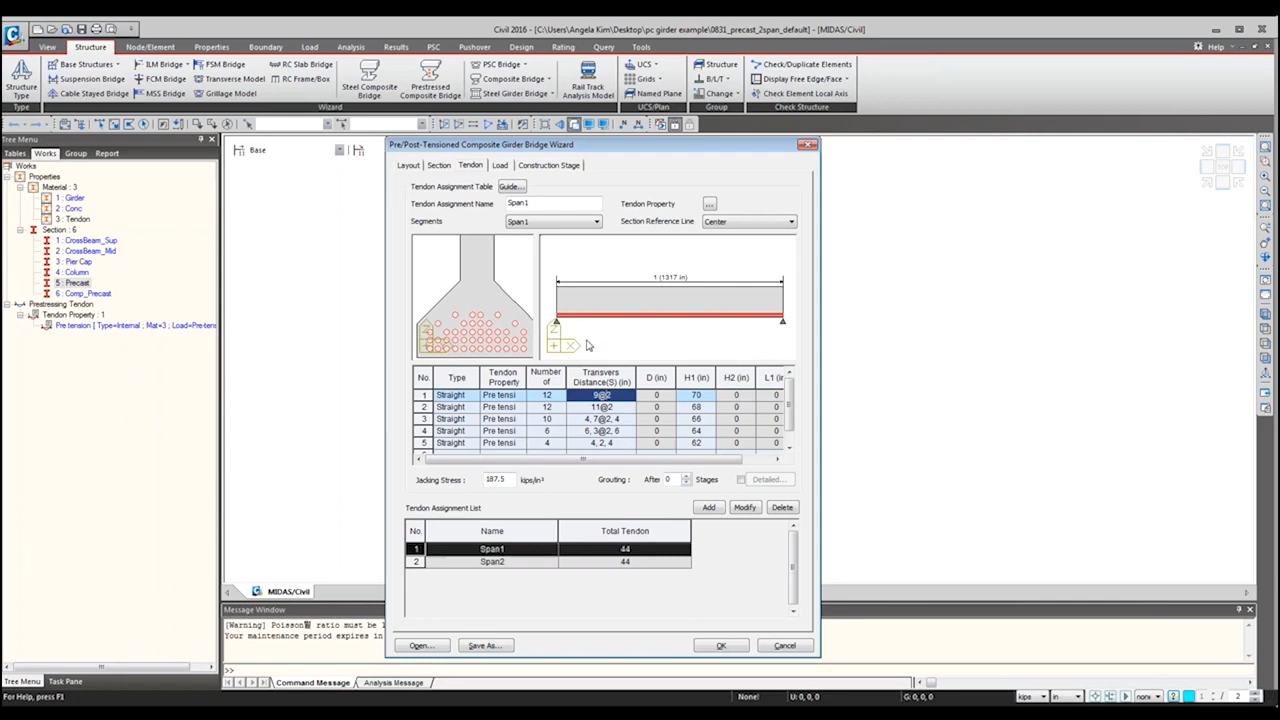 Civil 2016 - [C:\Users\Angela Kim\Desktop\pc girder example\0831_precast_2span_default] - [MIDAS/Civil]
View Structure Node/Element Properties Boundary Load Analysis Results PSC Pushover Design Rating Query Tools Help
Structure Type
Base Structures
Suspension Bridge
Cable Stayed Bridge
ILM Bridge
FCM Bridge
MSS Bridge
FSM Bridge
Transverse Model
Grillage Model
RC Slab Bridge
RC Frame/Box
Steel Composite Bridge
Prestressed Composite Bridge
PSC Bridge
Composite Bridge
Steel Girder Bridge
Rail Track Analysis Model
UCS
Grids
Named Plane
Structure
B/L/T
Change
Check/Duplicate Elements
Display Free Edge/Face
Check Element Local Axis
Type Wizard UCS/Plan Group Check Structure
Base
Tree Menu
Tables Works Group Report
Works
Properties
Material : 3
1 : Girder
2 : Conc
3 : Tendon
Section : 6
1 : CrossBeam_Sup
2 : CrossBeam_Mid
3 : Pier Cap
4 : Column
5 : Precast
6 : Comp_Precast
Prestressing Tendon
Tendon Property : 1
Pre tension [ Type=Internal ; Mat=3 ; Load=Pre-tens
Tree Menu Task Pane
Pre/Post-Tensioned Composite Girder Bridge Wizard
Layout Section Tendon Load Construction Stage
Tendon Assignment Table Guide...
Tendon Assignment Name Span1 Tendon Property ...
Segments Span1 Section Reference Line Center
1 (1317 in)
Z
X
Z
X
No. Type Tendon Property Number of Transvers Distance(S) (in) D (in) H1 (in) H2 (in) L1 (in
1 Straight Pre tensi 12 9@2 0 70 0 0
2 Straight Pre tensi 12 11@2 0 68 0 0
3 Straight Pre tensi 10 4, 7@2, 4 0 66 0 0
4 Straight Pre tensi 6 6, 3@2, 6 0 64 0 0
5 Straight Pre tensi 4 4, 2, 4 0 62 0 0
Jacking Stress : 187.5 kips/in² Grouting : After 0 Stages Detailed...
Tendon Assignment List Add Modify Delete
No. Name Total Tendon
1 Span1 44
2 Span2 44
Open... Save As... OK Cancel
MIDAS/Civil
Message Window
[Warning] Poisson's ratio must be l
Your maintenance period expires in
>>
Command Message Analysis Message
For Help, press F1
None! U: 0, 0, 0 G: 0, 0, 0 kips in none ? 1 / 2